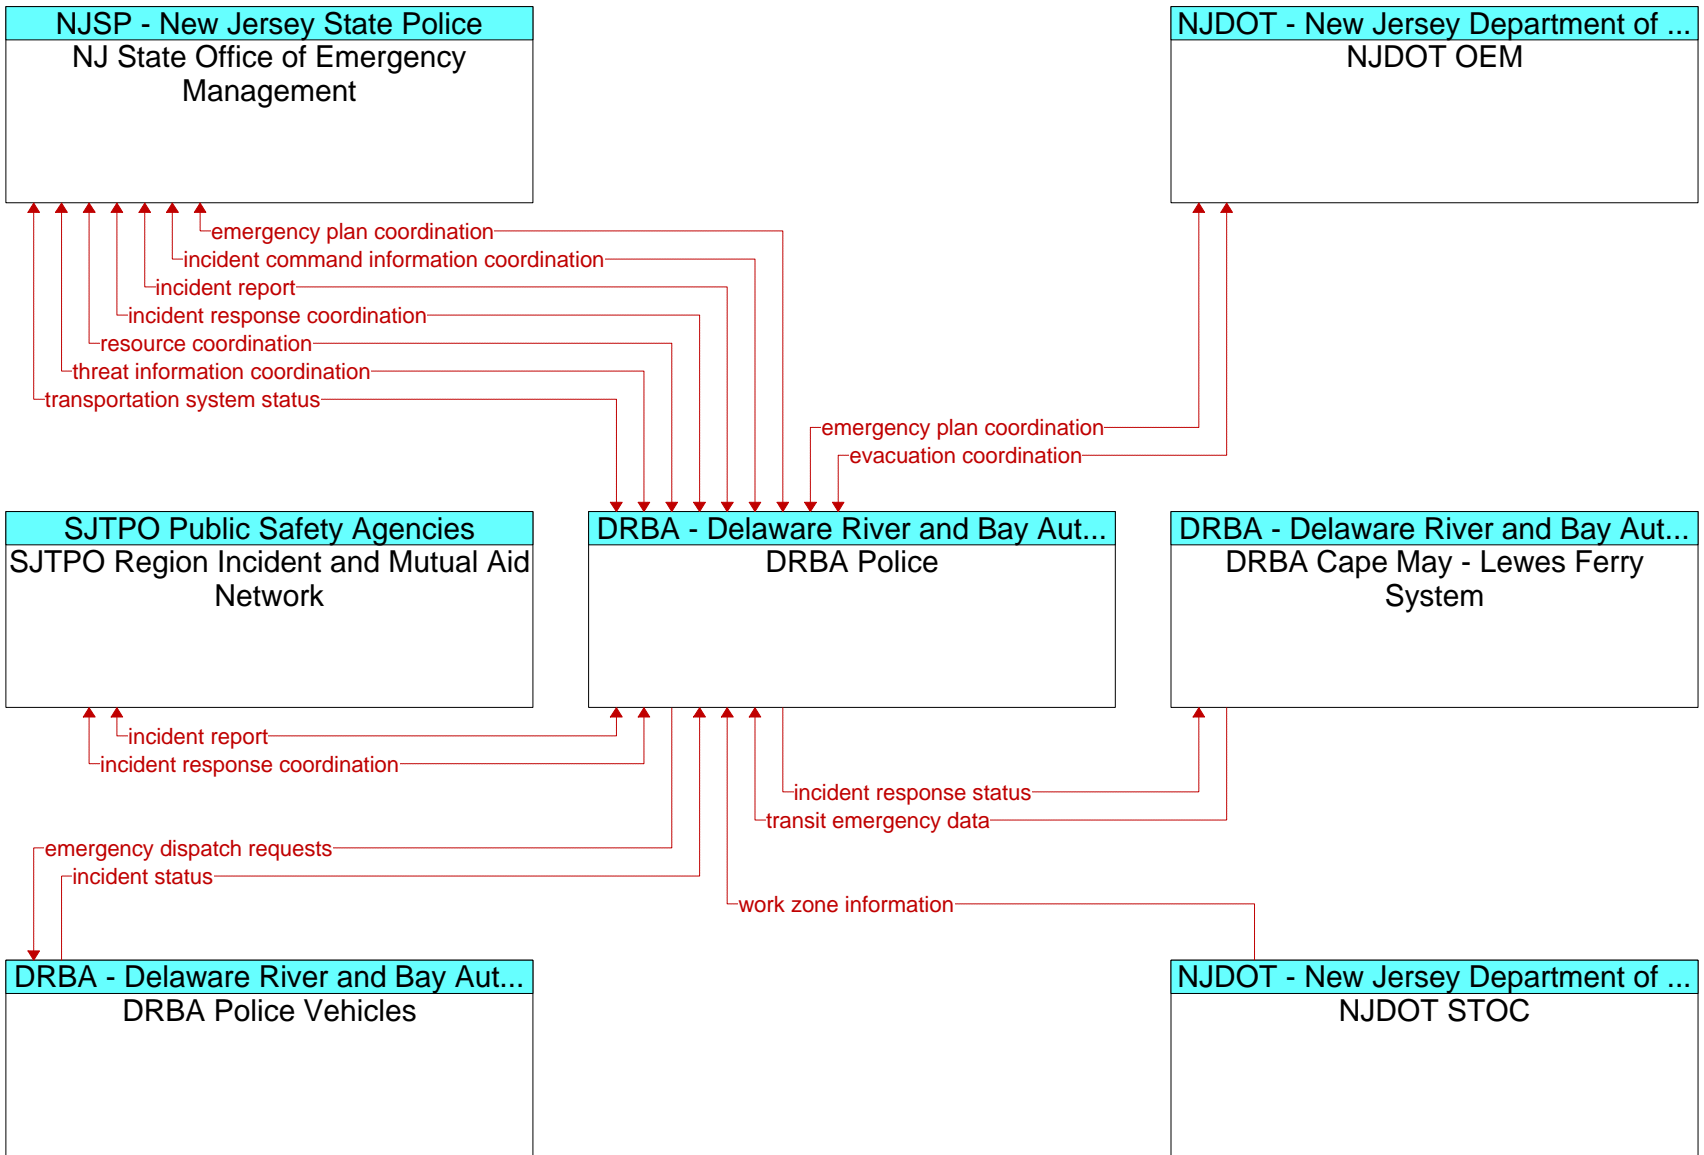 NJSP - New Jersey State Police
NJ State Office of Emergency
Management
NJDOT - New Jersey Department of ...
NJDOT OEM
emergency plan coordination
incident command information coordination
incident report
incident response coordination
resource coordination
threat information coordination
transportation system status
emergency plan coordination
evacuation coordination
SJTPO Public Safety Agencies
SJTPO Region Incident and Mutual Aid
Network
DRBA - Delaware River and Bay Aut...
DRBA Police
DRBA - Delaware River and Bay Aut...
DRBA Cape May - Lewes Ferry
System
incident report
incident response coordination
incident response status
transit emergency data
emergency dispatch requests
incident status
work zone information
DRBA - Delaware River and Bay Aut...
DRBA Police Vehicles
NJDOT - New Jersey Department of ...
NJDOT STOC